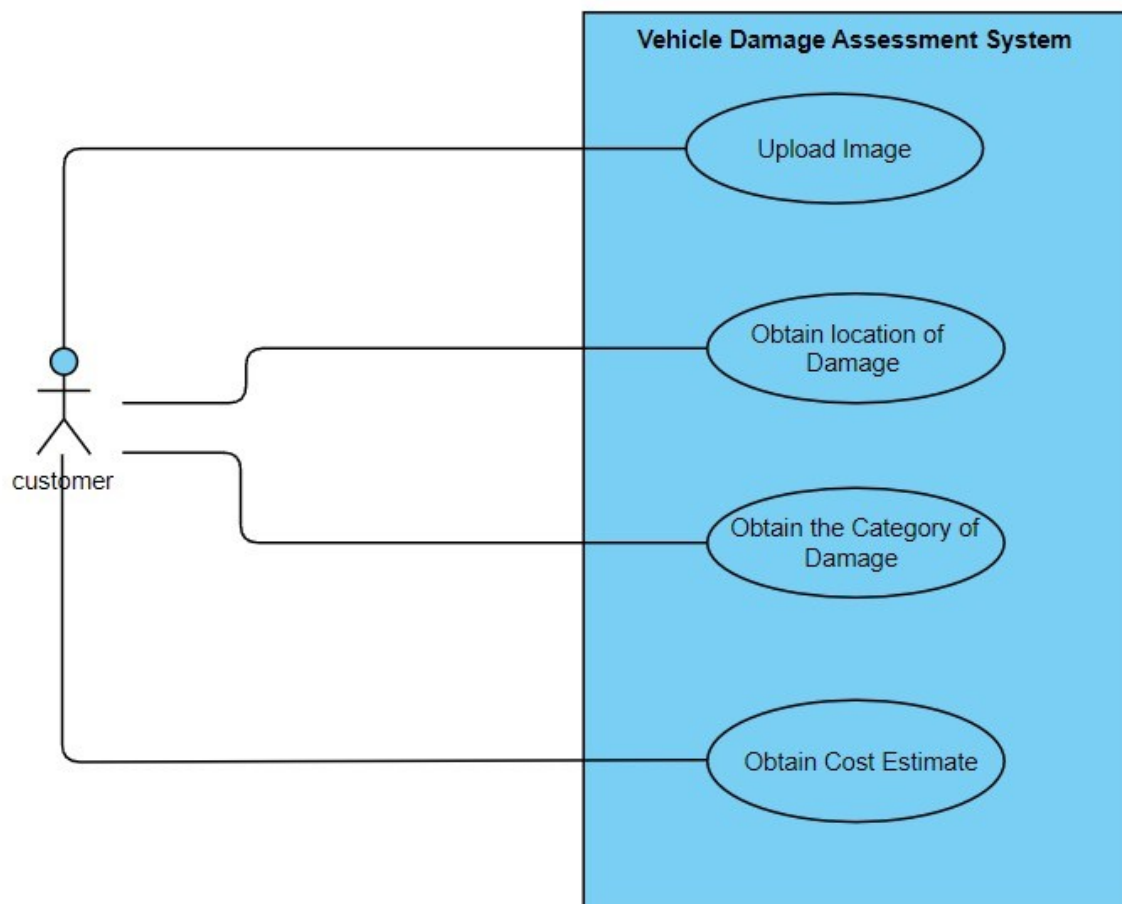 Vehicle Damage Assessment System
Upload Image
Obtain location of
Damage
customer
Obtain the Category of
Damage
Obtain Cost Estimate